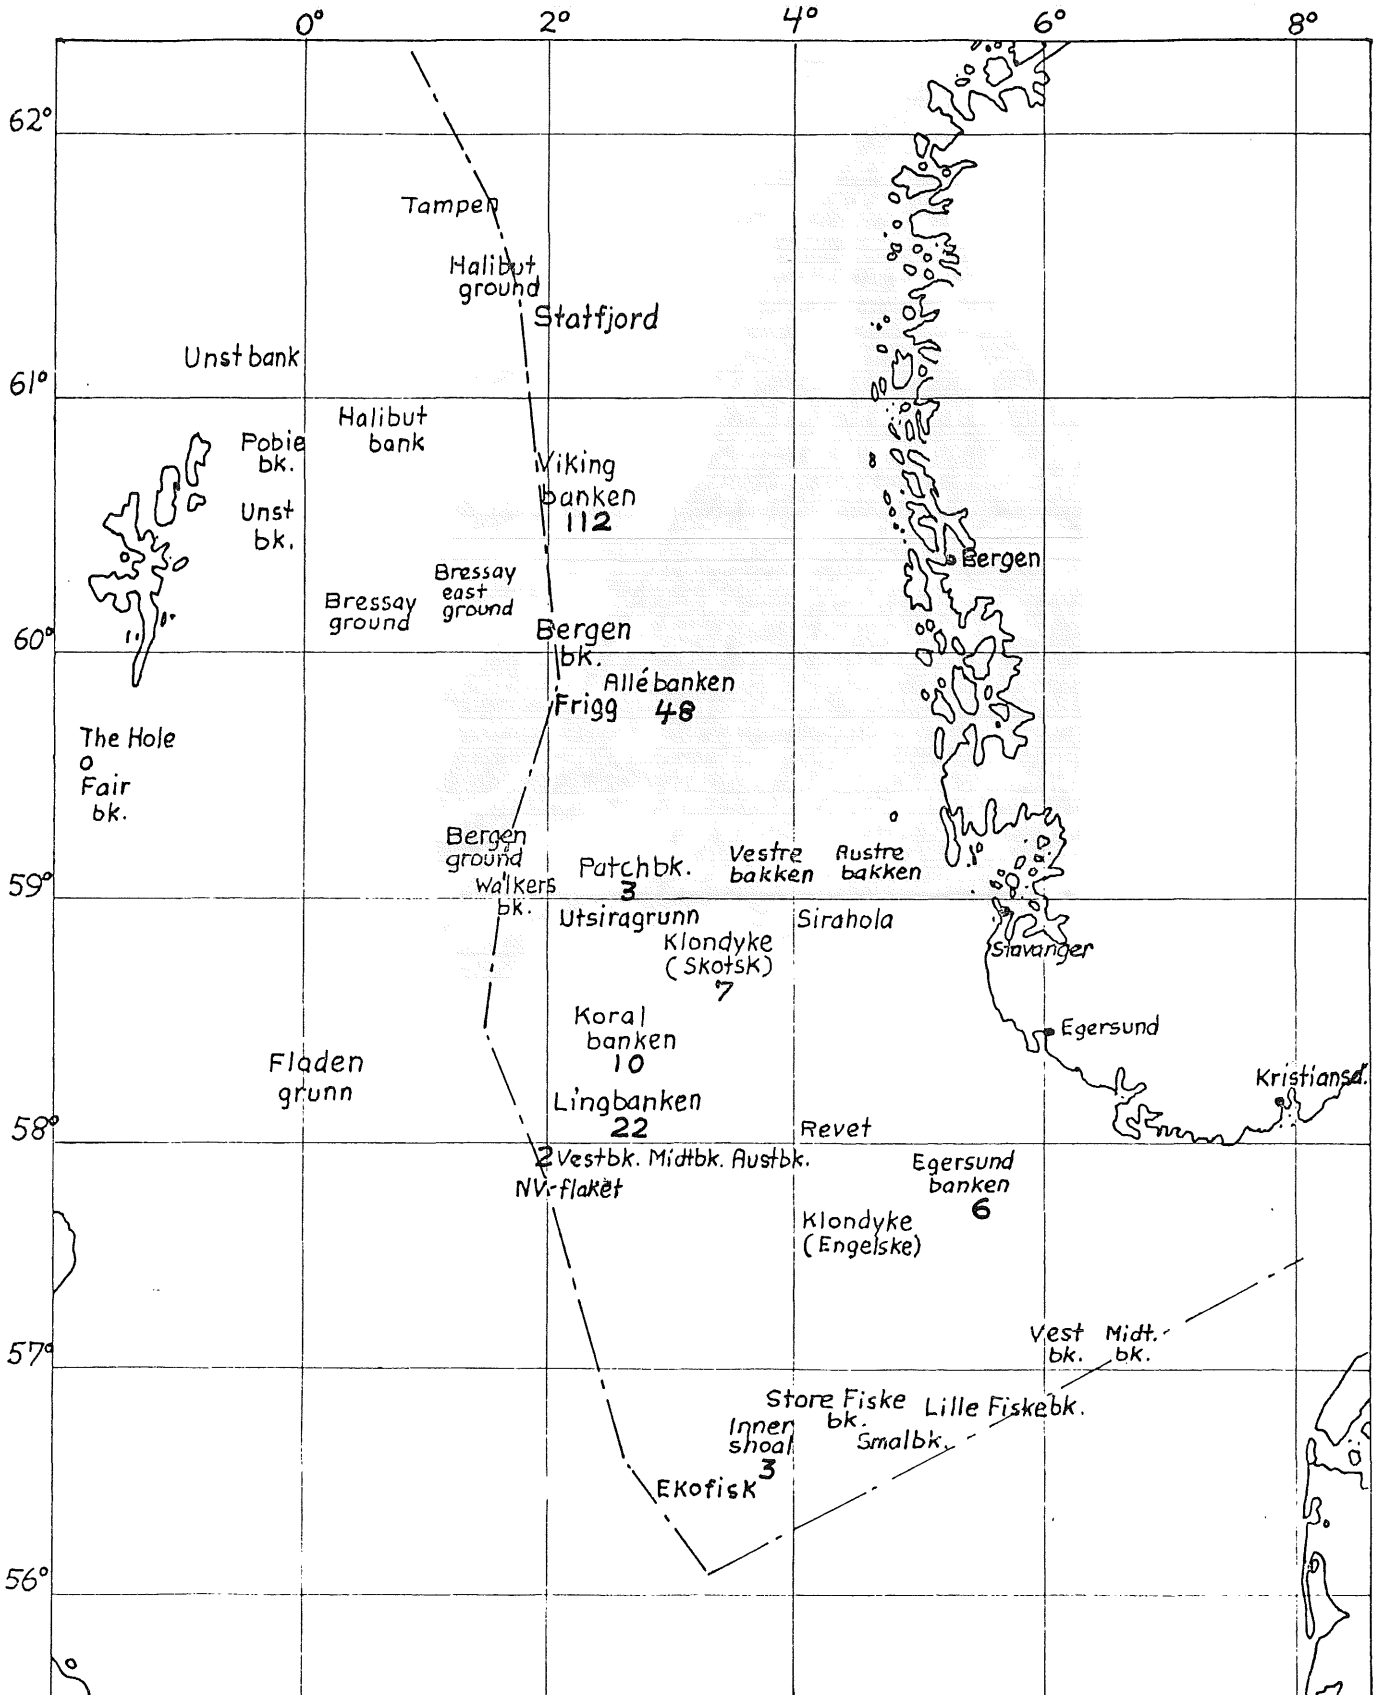 0° 2° 4° 6° 8°
62°
Tampen
Halibut
ground
Statfjord
Unst bank
61°
Halibut
bank
Pobie
bk.
Viking
banken
112
Unst
bk.
Bergen
Bressay
east
ground
Bressay
ground
60°
Bergen
bk.
Allébanken
Frigg 48
The Hole
Fair
bk.
Bergen
ground
Patchbk.
3
Vestre
bakken
Austre
bakken
59°
Walkers
bk.
Utsiragrunn
Sirahola
Klondyke
(Skotsk)
7
Stavanger
Koral
banken
10
Egersund
Fladen
grunn
Kristiansd.
Lingbanken
22
Revet
58°
2 Vestbk. Midtbk. Austbk.
NV-flaket
Egersund
banken
6
Klondyke
(Engelske)
57°
Vest
bk.
Midt.
bk.
Store Fiske
bk.
Lille Fiskebk.
Inner
shoal
3
Smalbk.
Ekofisk
56°